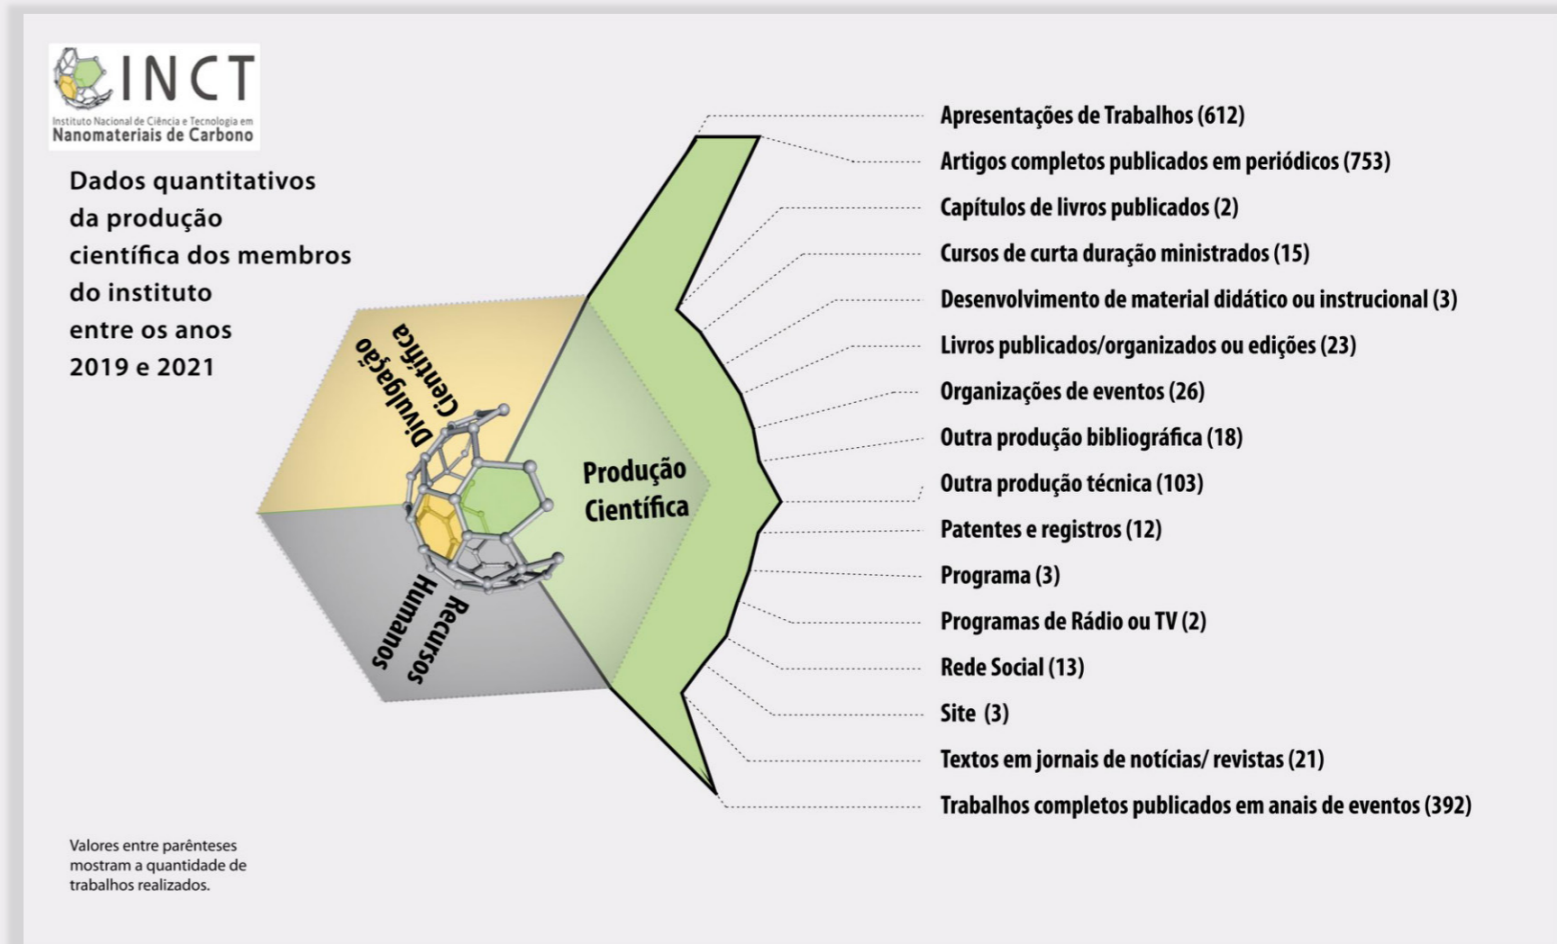 INCT
Instituto Nacional de Ciência e Tecnologia em
Nanomateriais de Carbono
Dados quantitativos
da produção
científica dos membros
do instituto
entre os anos
2019 e 2021
Divulgação
Científica
Recursos
Humanos
Produção
Científica
Apresentações de Trabalhos (612)
Artigos completos publicados em periódicos (753)
Capítulos de livros publicados (2)
Cursos de curta duração ministrados (15)
Desenvolvimento de material didático ou instrucional (3)
Livros publicados/organizados ou edições (23)
Organizações de eventos (26)
Outra produção bibliográfica (18)
Outra produção técnica (103)
Patentes e registros (12)
Programa (3)
Programas de Rádio ou TV (2)
Rede Social (13)
Site (3)
Textos em jornais de notícias/ revistas (21)
Trabalhos completos publicados em anais de eventos (392)
Valores entre parênteses
mostram a quantidade de
trabalhos realizados.